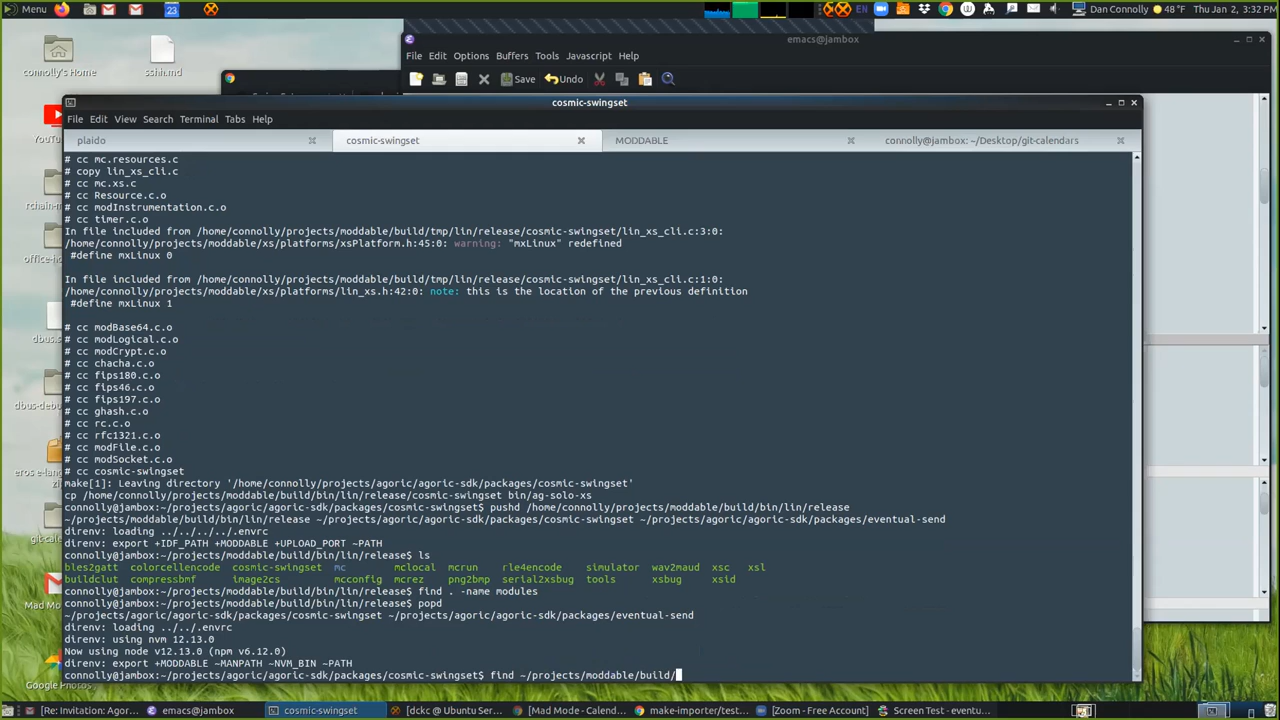 Menu
23
EN
Dan Connolly
48 °F
Thu Jan 2, 3:32 PM
connolly's Home
sshh.md
emacs@jambox
File Edit Options Buffers Tools Javascript Help
Save
Undo
cosmic-swingset
File Edit View Search Terminal Tabs Help
plaido
cosmic-swingset
MODDABLE
connolly@jambox: ~/Desktop/git-calendars
# cc mc.resources.c
# copy lin_xs_cli.c
# cc mc.xs.c
# cc Resource.c.o
# cc modInstrumentation.c.o
# cc timer.c.o
In file included from /home/connolly/projects/moddable/build/tmp/lin/release/cosmic-swingset/lin_xs_cli.c:3:0:
/home/connolly/projects/moddable/xs/platforms/xsPlatform.h:45:0: warning: "mxLinux" redefined
#define mxLinux 0
In file included from /home/connolly/projects/moddable/build/tmp/lin/release/cosmic-swingset/lin_xs_cli.c:1:0:
/home/connolly/projects/moddable/xs/platforms/lin_xs.h:42:0: note: this is the location of the previous definition
#define mxLinux 1
# cc modBase64.c.o
# cc modLogical.c.o
# cc modCrypt.c.o
# cc chacha.c.o
# cc fips180.c.o
# cc fips46.c.o
# cc fips197.c.o
# cc ghash.c.o
# cc rc.c.o
# cc rfc1321.c.o
# cc modFile.c.o
# cc modSocket.c.o
# cc cosmic-swingset
make[1]: Leaving directory '/home/connolly/projects/agoric/agoric-sdk/packages/cosmic-swingset'
cp /home/connolly/projects/moddable/build/bin/lin/release/cosmic-swingset bin/ag-solo-xs
connolly@jambox:~/projects/agoric/agoric-sdk/packages/cosmic-swingset$ pushd /home/connolly/projects/moddable/build/bin/lin/release
~/projects/moddable/build/bin/lin/release ~/projects/agoric/agoric-sdk/packages/cosmic-swingset ~/projects/agoric/agoric-sdk/packages/eventual-send
direnv: loading ../../../../.envrc
direnv: export +IDF_PATH +MODDABLE +UPLOAD_PORT ~PATH
connolly@jambox:~/projects/moddable/build/bin/lin/release$ ls
bles2gatt colorcellencode cosmic-swingset mc mclocal mcrun rle4encode simulator wav2maud xsc xsl
buildclut compressbmf image2cs mcconfig mcrez png2bmp serial2xsbug tools xsbug xsid
connolly@jambox:~/projects/moddable/build/bin/lin/release$ find . -name modules
connolly@jambox:~/projects/moddable/build/bin/lin/release$ popd
~/projects/agoric/agoric-sdk/packages/cosmic-swingset ~/projects/agoric/agoric-sdk/packages/eventual-send
direnv: loading ../../.envrc
direnv: using nvm 12.13.0
Now using node v12.13.0 (npm v6.12.0)
direnv: export +MODDABLE ~MANPATH ~NVM_BIN ~PATH
connolly@jambox:~/projects/agoric/agoric-sdk/packages/cosmic-swingset$ find ~/projects/moddable/build/
Google Photos
[Re: Invitation: Agor...
emacs@jambox
cosmic-swingset
[dckc @ Ubuntu Ser...
[Mad Mode - Calend...
make-importer/test...
[Zoom - Free Account]
Screen Test - eventu...